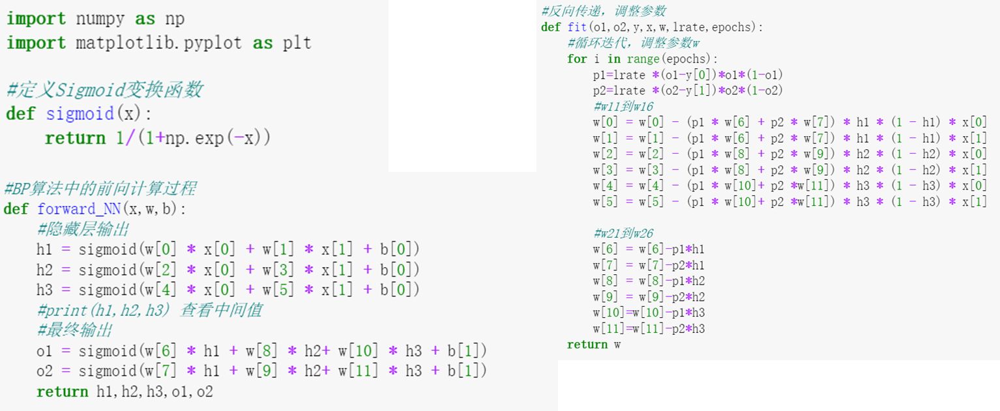 import numpy as np
import matplotlib.pyplot as plt
#定义Sigmoid变换函数
def sigmoid(x):
    return 1/(1+np.exp(-x))
#BP算法中的前向计算过程
def forward_NN(x,w,b):
    #隐藏层输出
    h1 = sigmoid(w[0] * x[0] + w[1] * x[1] + b[0])
    h2 = sigmoid(w[2] * x[0] + w[3] * x[1] + b[0])
    h3 = sigmoid(w[4] * x[0] + w[5] * x[1] + b[0])
    #print(h1,h2,h3) 查看中间值
    #最终输出
    o1 = sigmoid(w[6] * h1 + w[8] * h2+ w[10] * h3 + b[1])
    o2 = sigmoid(w[7] * h1 + w[9] * h2+ w[11] * h3 + b[1])
    return h1,h2,h3,o1,o2
#反向传递，调整参数
def fit(o1,o2,y,x,w,lrate,epochs):
    #循环迭代，调整参数w
    for i in range(epochs):
        p1=lrate *(o1-y[0])*o1*(1-o1)
        p2=lrate *(o2-y[1])*o2*(1-o2)
        #w11到w16
        w[0] = w[0] - (p1 * w[6] + p2 * w[7]) * h1 * (1 - h1) * x[0]
        w[1] = w[1] - (p1 * w[6] + p2 * w[7]) * h1 * (1 - h1) * x[1]
        w[2] = w[2] - (p1 * w[8] + p2 * w[9]) * h2 * (1 - h2) * x[0]
        w[3] = w[3] - (p1 * w[8] + p2 * w[9]) * h2 * (1 - h2) * x[1]
        w[4] = w[4] - (p1 * w[10]+ p2 *w[11]) * h3 * (1 - h3) * x[0]
        w[5] = w[5] - (p1 * w[10]+ p2 *w[11]) * h3 * (1 - h3) * x[1]
        #w21到w26
        w[6] = w[6]-p1*h1
        w[7] = w[7]-p2*h1
        w[8] = w[8]-p1*h2
        w[9] = w[9]-p2*h2
        w[10]=w[10]-p1*h3
        w[11]=w[11]-p2*h3
    return w